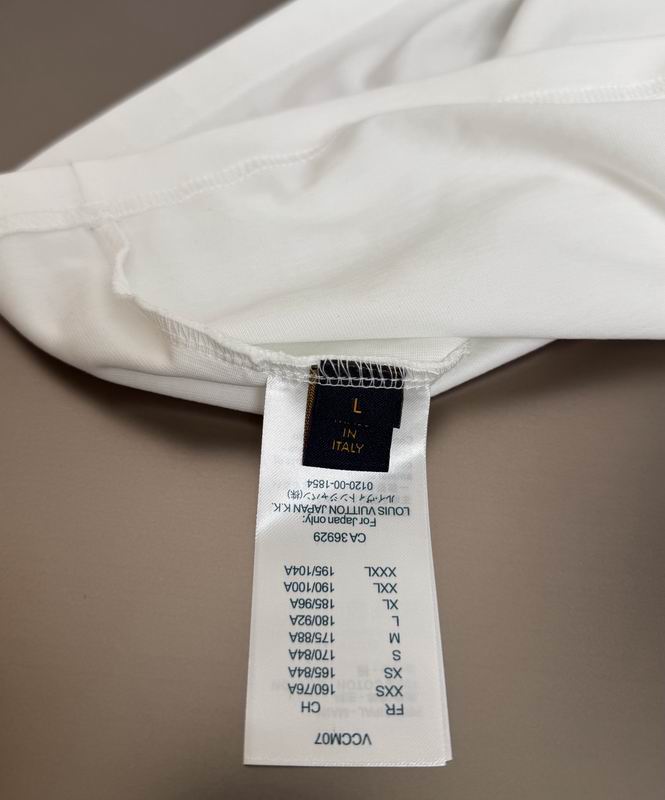 L
IN
ITALY
VCCM07
FR CH
XXS 160/76A
XS 165/84A
S 170/84A
M 175/88A
L 180/92A
XL 185/96A
XXL 190/100A
XXXL 195/104A
CA 36929
For Japan only:
LOUIS VUITTON JAPAN K.K.
ルイ・ヴィトンジャパン(株)
0120-00-1854